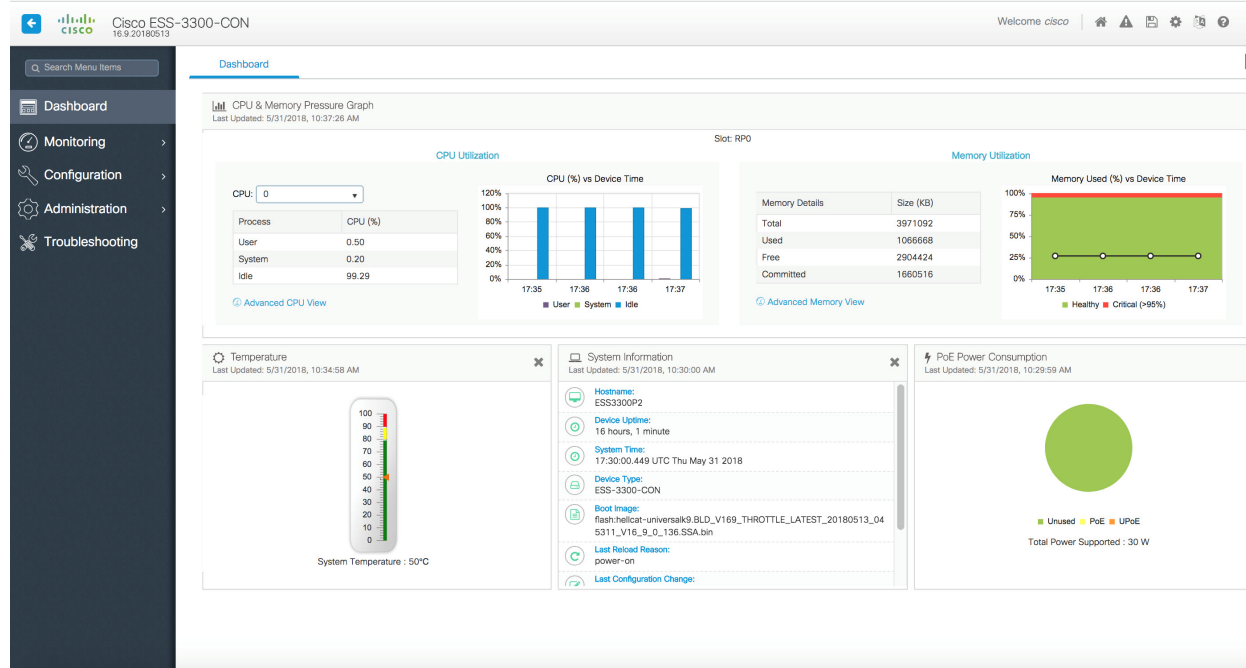 CISCO
Cisco ESS-3300-CON
16.9.20180513
Welcome cisco
Search Menu Items
Dashboard
Monitoring
Configuration
Administration
Troubleshooting
Dashboard
CPU & Memory Pressure Graph
Last Updated: 5/31/2018, 10:37:26 AM
Slot: RP0
CPU Utilization
CPU: 0
Process CPU (%)
User 0.50
System 0.20
Idle 99.29
Advanced CPU View
CPU (%) vs Device Time
120%
100%
80%
60%
40%
20%
0%
17:35 17:36 17:36 17:37
User System Idle
Memory Utilization
Memory Details Size (KB)
Total 3971092
Used 1066668
Free 2904424
Committed 1660516
Advanced Memory View
Memory Used (%) vs Device Time
100%
75%
50%
25%
0%
17:35 17:36 17:36 17:37
Healthy Critical (>95%)
Temperature
Last Updated: 5/31/2018, 10:34:58 AM
100
90
80
70
60
50
40
30
20
10
0
System Temperature : 50°C
System Information
Last Updated: 5/31/2018, 10:30:00 AM
Hostname:
ESS3300P2
Device Uptime:
16 hours, 1 minute
System Time:
17:30:00.449 UTC Thu May 31 2018
Device Type:
ESS-3300-CON
Boot Image:
flash:hellcat-universalk9.BLD_V169_THROTTLE_LATEST_20180513_04
5311_V16_9_0_136.SSA.bin
Last Reload Reason:
power-on
Last Configuration Change:
PoE Power Consumption
Last Updated: 5/31/2018, 10:29:59 AM
Unused PoE UPoE
Total Power Supported : 30 W